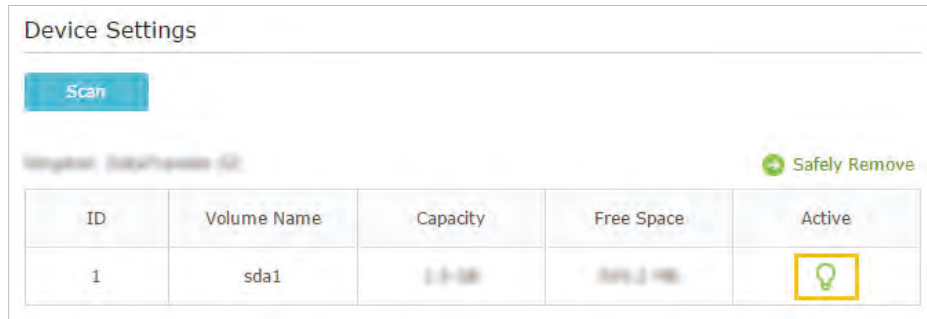 Device Settings
Scan
Safely Remove
ID Volume Name Capacity Free Space Active
1 sda1